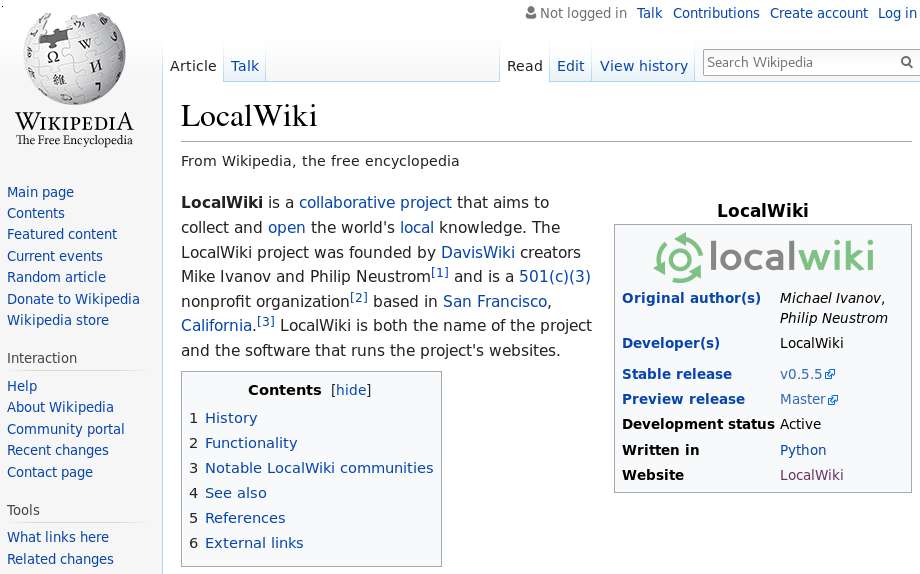 Not logged in Talk Contributions Create account Log in
Article Talk Read Edit View history Search Wikipedia
WIKIPEDIA
The Free Encyclopedia
Main page
Contents
Featured content
Current events
Random article
Donate to Wikipedia
Wikipedia store
Interaction
Help
About Wikipedia
Community portal
Recent changes
Contact page
Tools
What links here
Related changes
LocalWiki
From Wikipedia, the free encyclopedia
LocalWiki is a collaborative project that aims to
collect and open the world's local knowledge. The
LocalWiki project was founded by DavisWiki creators
Mike Ivanov and Philip Neustrom[1] and is a 501(c)(3)
nonprofit organization[2] based in San Francisco,
California.[3] LocalWiki is both the name of the project
and the software that runs the project's websites.
Contents [hide]
1 History
2 Functionality
3 Notable LocalWiki communities
4 See also
5 References
6 External links
LocalWiki
localwiki
Original author(s) Michael Ivanov,
Philip Neustrom
Developer(s) LocalWiki
Stable release v0.5.5
Preview release Master
Development status Active
Written in Python
Website LocalWiki